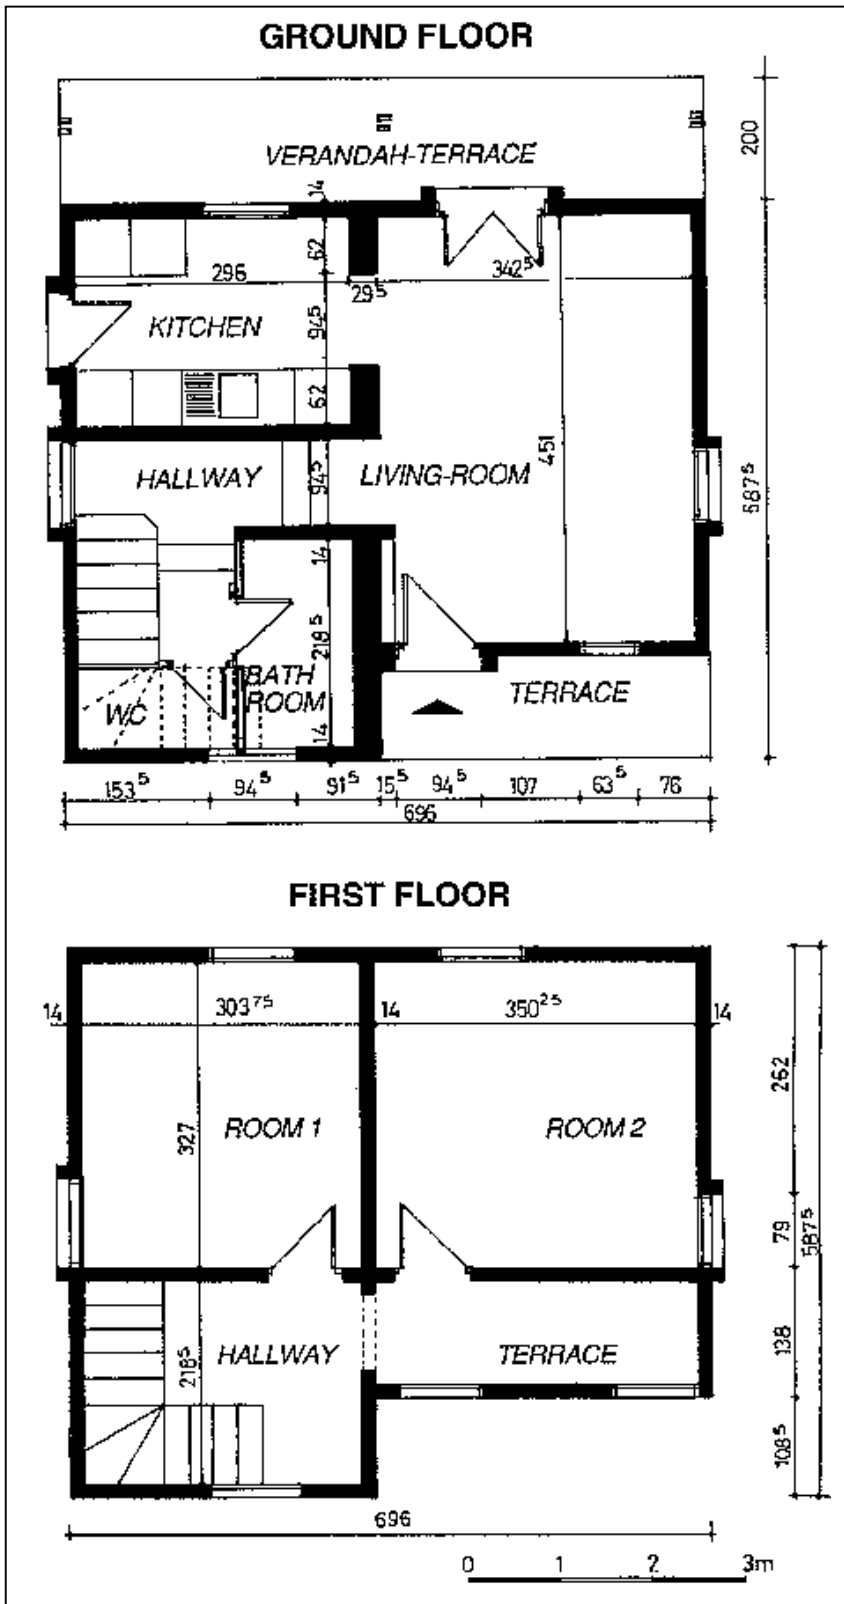 GROUND FLOOR
200
VERANDAH-TERRACE
14
62
296
29⁵
342⁵
KITCHEN
94⁵
62
451
HALLWAY
94⁵
LIVING-ROOM
587⁵
14
218⁵
BATH
ROOM
WC
TERRACE
14
153⁵ 94⁵ 91⁵ 15⁵ 94⁵ 107 63⁵ 76
696
FIRST FLOOR
14 303⁷⁵ 14 350²⁵ 14
262
327
ROOM 1
ROOM 2
79
587⁵
HALLWAY
TERRACE
138
218⁵
108⁵
696
0 1 2 3m